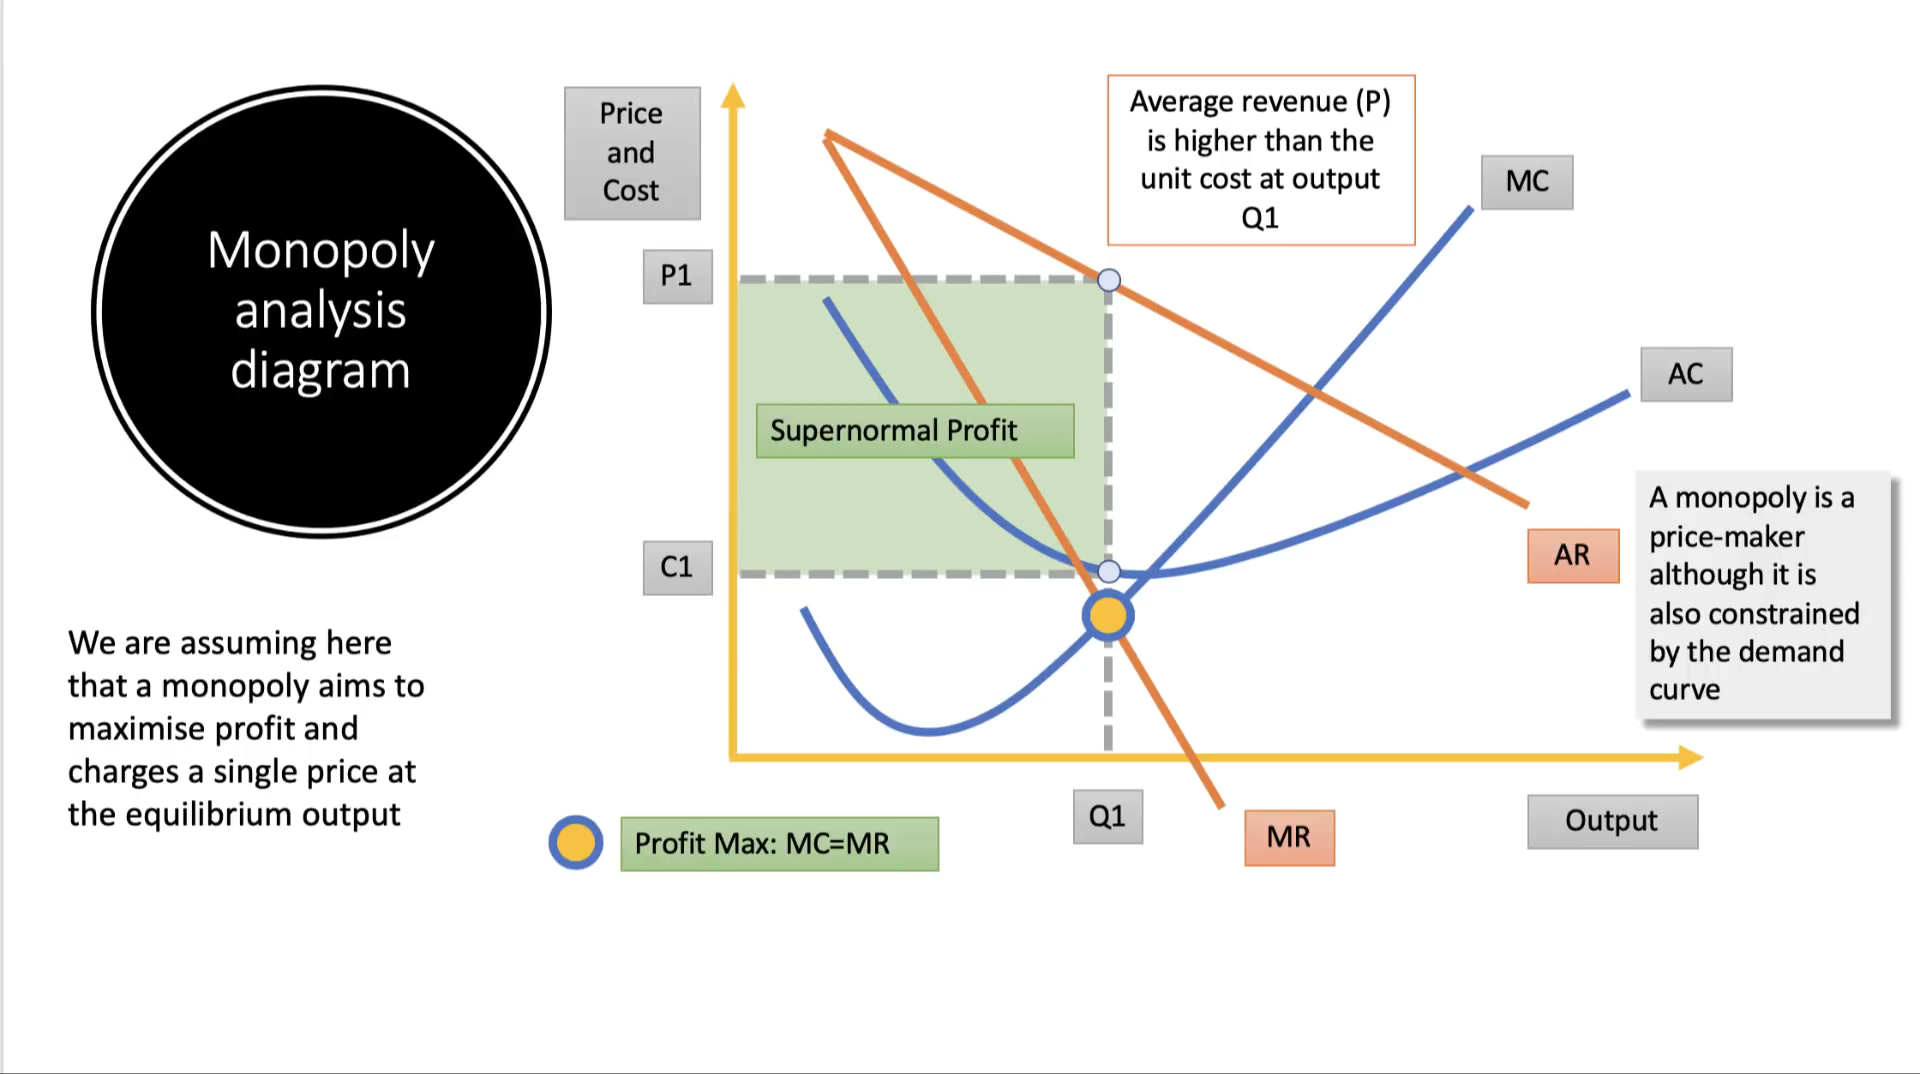 Monopoly
analysis
diagram
We are assuming here
that a monopoly aims to
maximise profit and
charges a single price at
the equilibrium output
Price
and
Cost
P1
C1
Supernormal Profit
Average revenue (P)
is higher than the
unit cost at output
Q1
MC
AC
AR
A monopoly is a
price-maker
although it is
also constrained
by the demand
curve
Q1
MR
Output
Profit Max: MC=MR